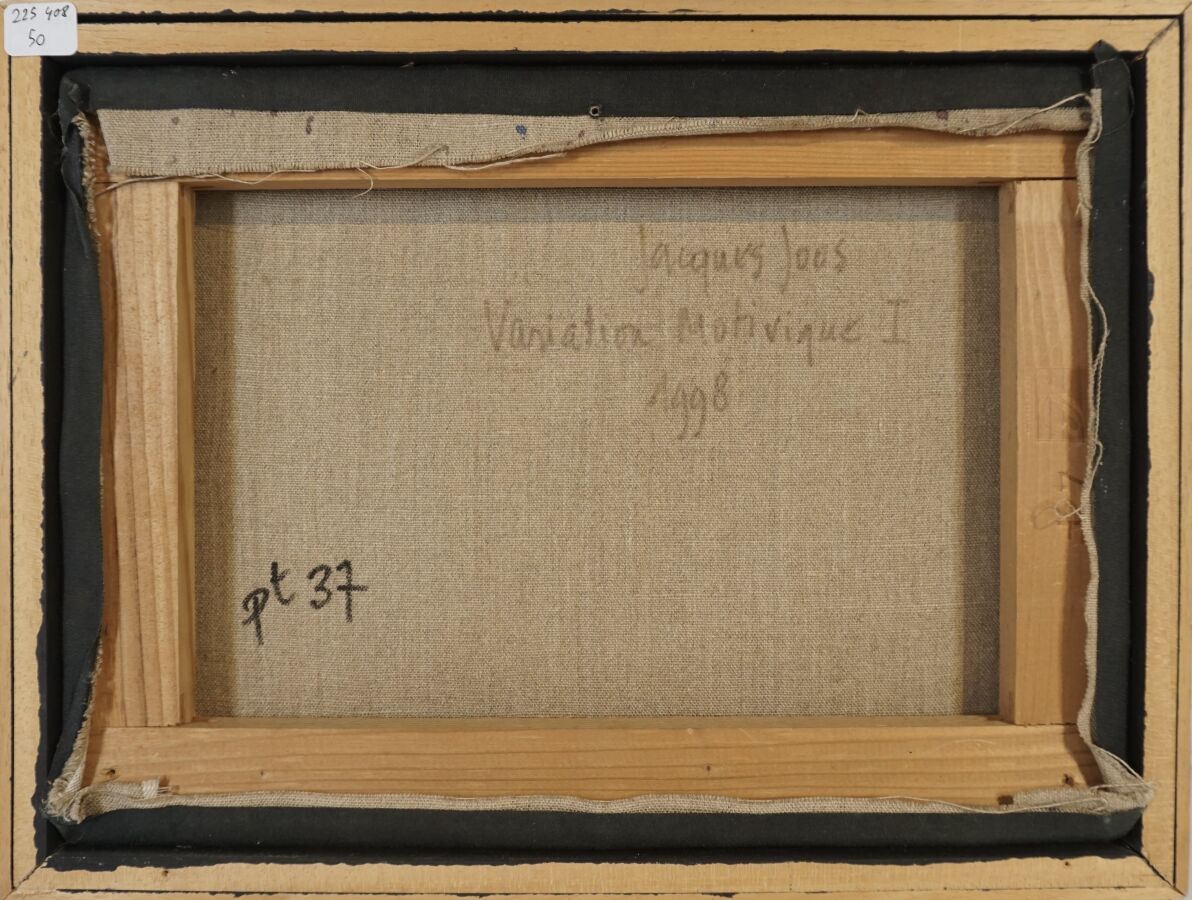 225 408
50
Jacques Joos
Variation Motivique I
1998
pt 37